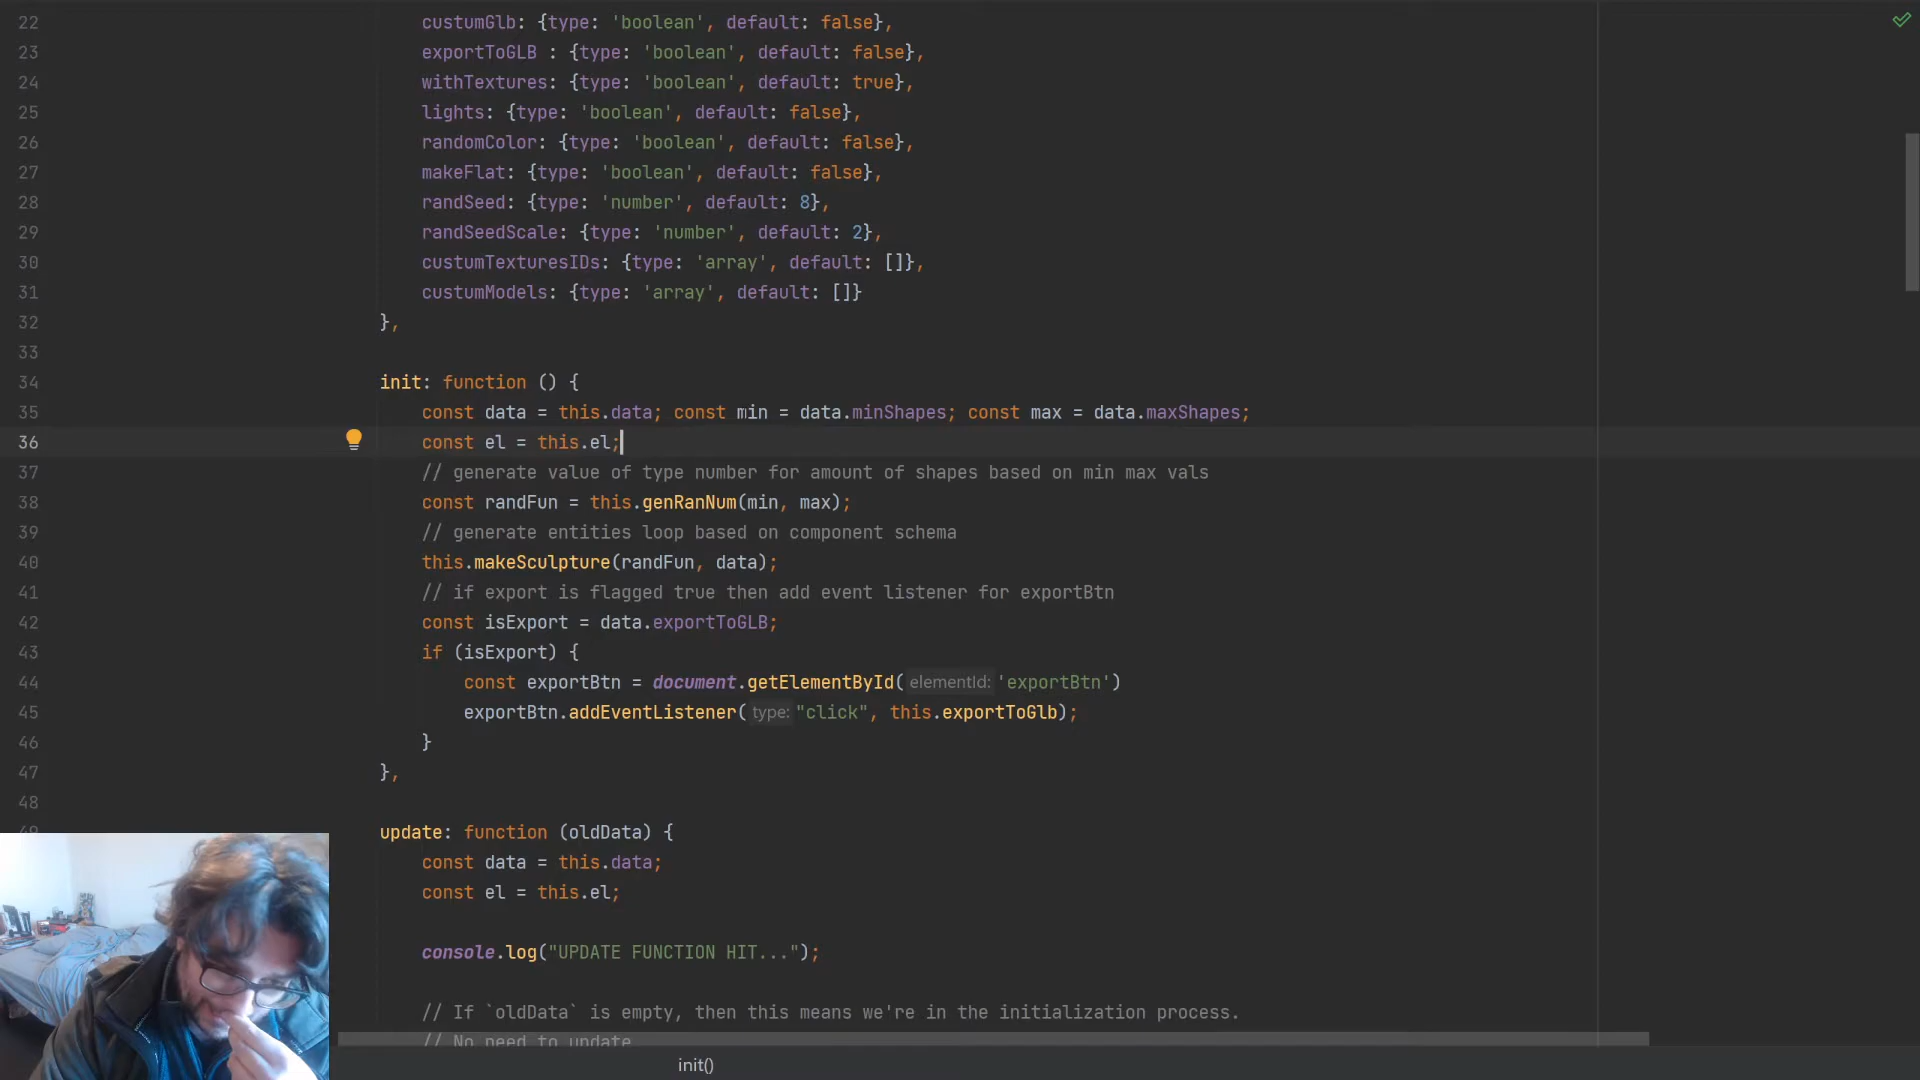 22 custumGlb: {type: 'boolean', default: false},
23 exportToGLB : {type: 'boolean', default: false},
24 withTextures: {type: 'boolean', default: true},
25 lights: {type: 'boolean', default: false},
26 randomColor: {type: 'boolean', default: false},
27 makeFlat: {type: 'boolean', default: false},
28 randSeed: {type: 'number', default: 8},
29 randSeedScale: {type: 'number', default: 2},
30 custumTexturesIDs: {type: 'array', default: []},
31 custumModels: {type: 'array', default: []}
32 },
33
34 init: function () {
35 const data = this.data; const min = data.minShapes; const max = data.maxShapes;
36 const el = this.el;
37 // generate value of type number for amount of shapes based on min max vals
38 const randFun = this.genRanNum(min, max);
39 // generate entities loop based on component schema
40 this.makeSculpture(randFun, data);
41 // if export is flagged true then add event listener for exportBtn
42 const isExport = data.exportToGLB;
43 if (isExport) {
44 const exportBtn = document.getElementById( elementId: 'exportBtn')
45 exportBtn.addEventListener( type: "click", this.exportToGlb);
46 }
47 },
48
49 update: function (oldData) {
const data = this.data;
const el = this.el;
console.log("UPDATE FUNCTION HIT...");
// If `oldData` is empty, then this means we're in the initialization process.
// No need to update
init()